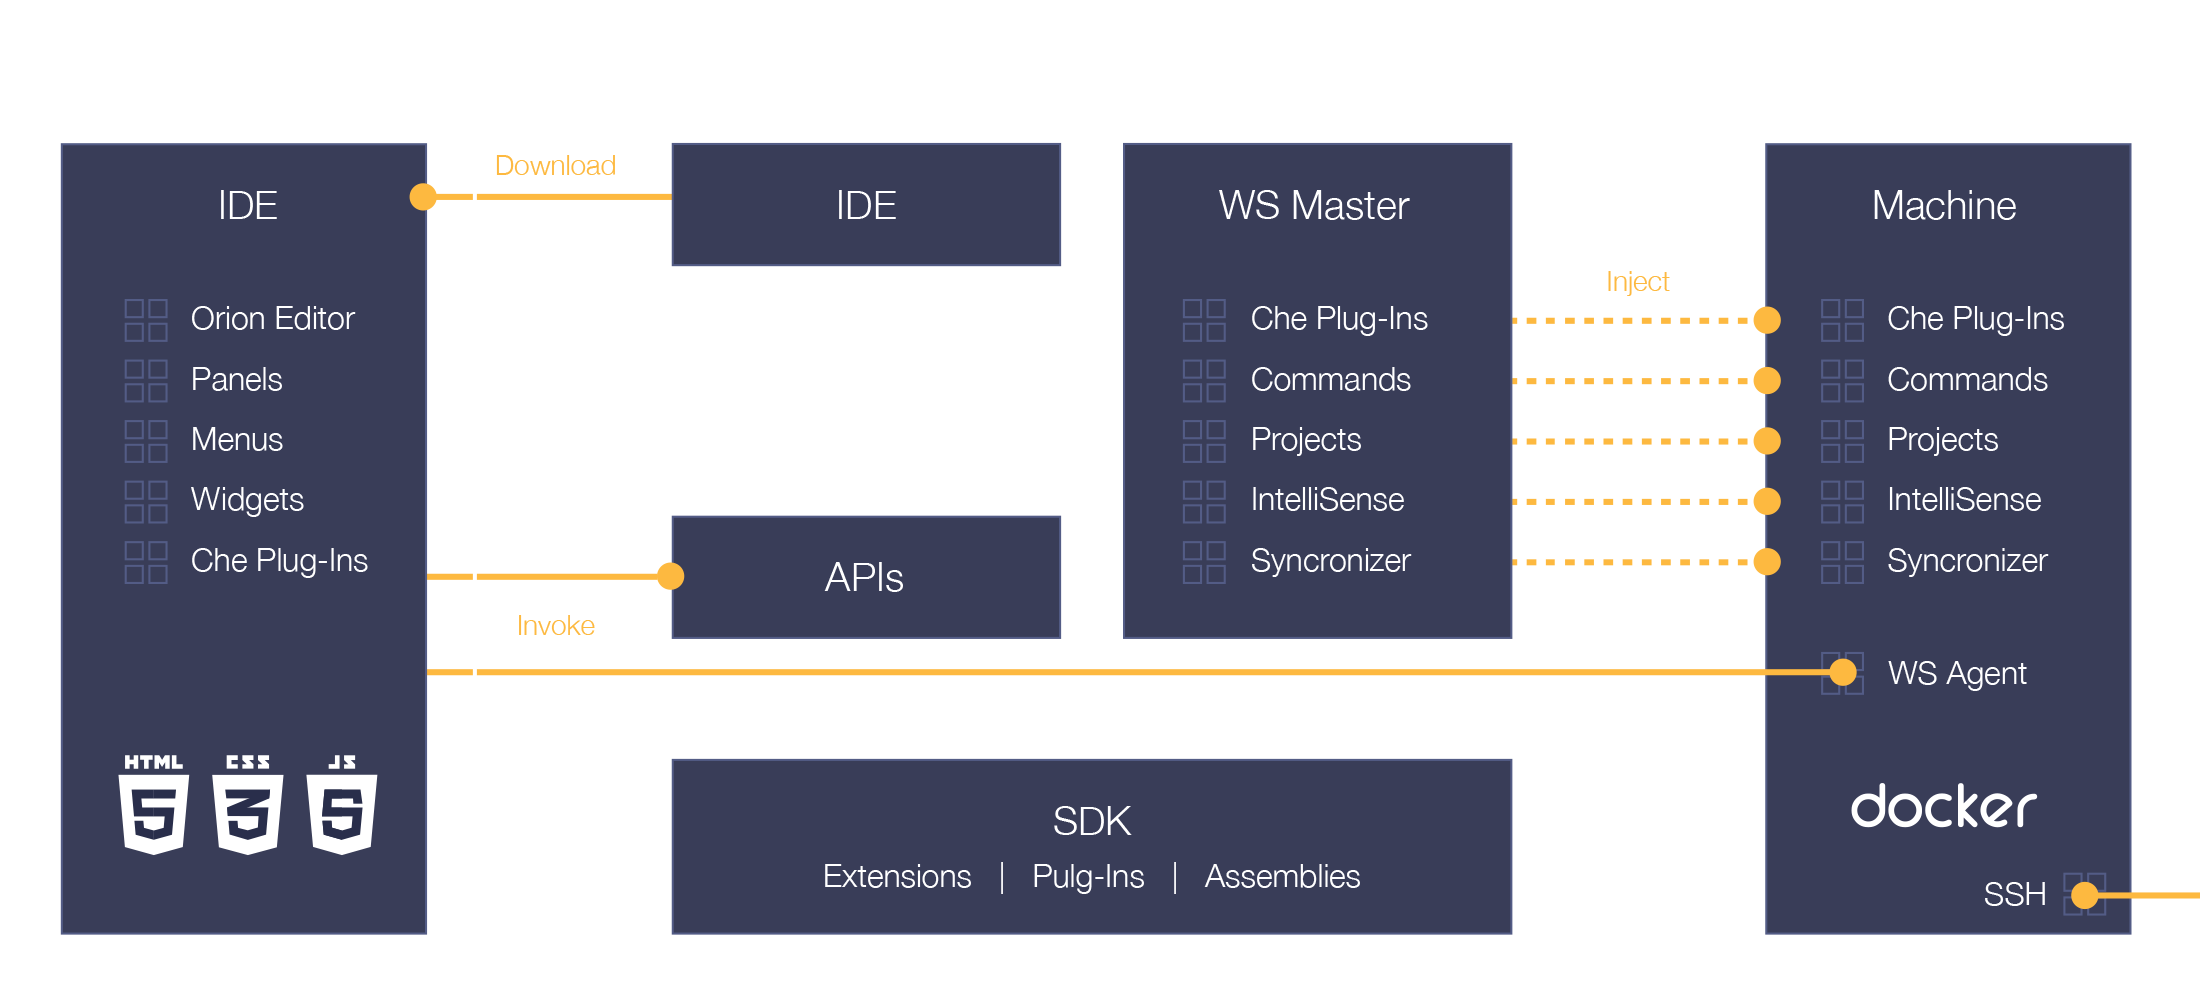 IDE
Orion Editor
Panels
Menus
Widgets
Che Plug-Ins
HTML CSS JS
5 3 5
Download
IDE
APIs
Invoke
WS Master
Che Plug-Ins
Commands
Projects
IntelliSense
Syncronizer
Inject
Machine
Che Plug-Ins
Commands
Projects
IntelliSense
Syncronizer
WS Agent
docker
SSH
SDK
Extensions | Pulg-Ins | Assemblies